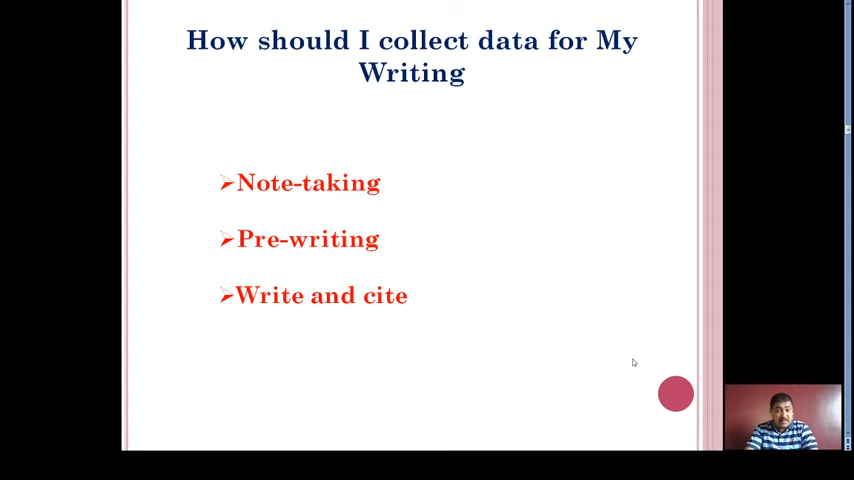 How should I collect data for My
Writing
Note-taking
Pre-writing
Write and cite